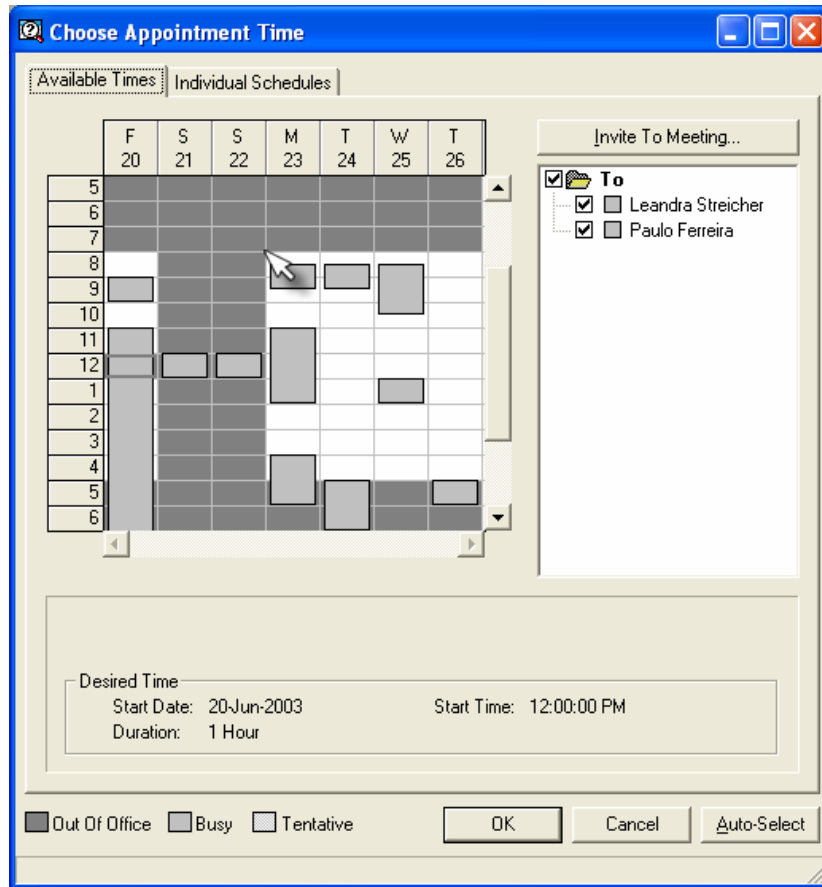 Choose Appointment Time
Available Times Individual Schedules
F S S M T W T
20 21 22 23 24 25 26
Invite To Meeting...
To
Leandra Streicher
Paulo Ferreira
5
6
7
8
9
10
11
12
1
2
3
4
5
6
Desired Time
Start Date: 20-Jun-2003 Start Time: 12:00:00 PM
Duration: 1 Hour
Out Of Office Busy Tentative OK Cancel Auto-Select